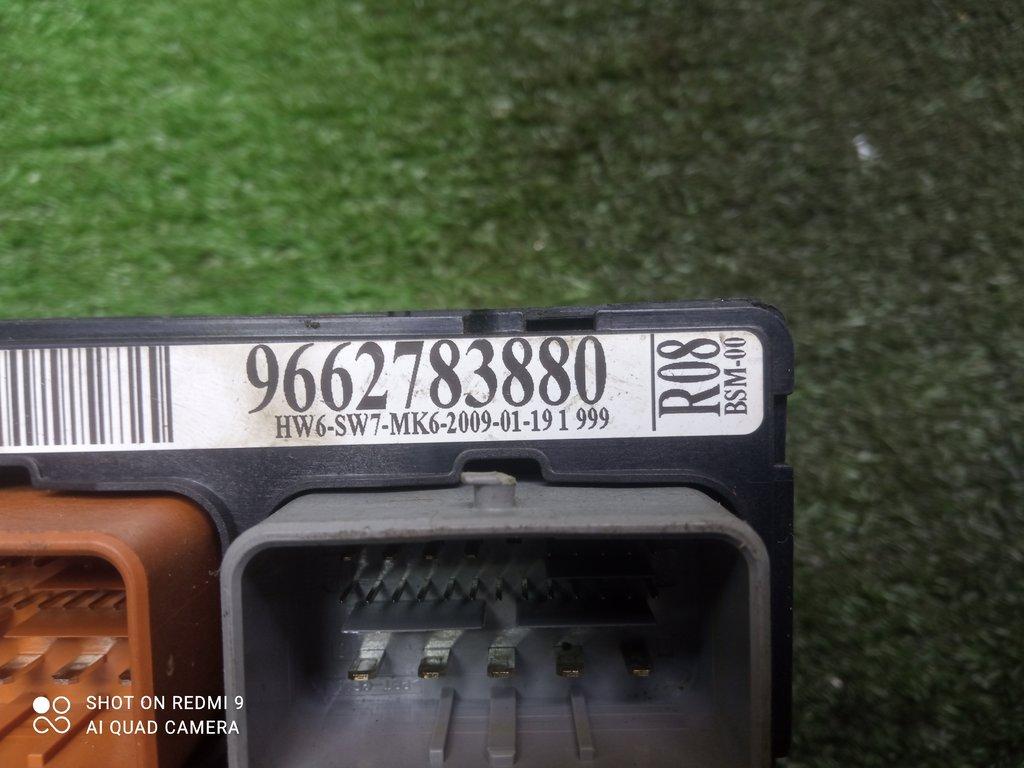 9662783880
HW6-SW7-MK6-2009-01-19 1 999
R08
BSM-00
SHOT ON REDMI 9
AI QUAD CAMERA